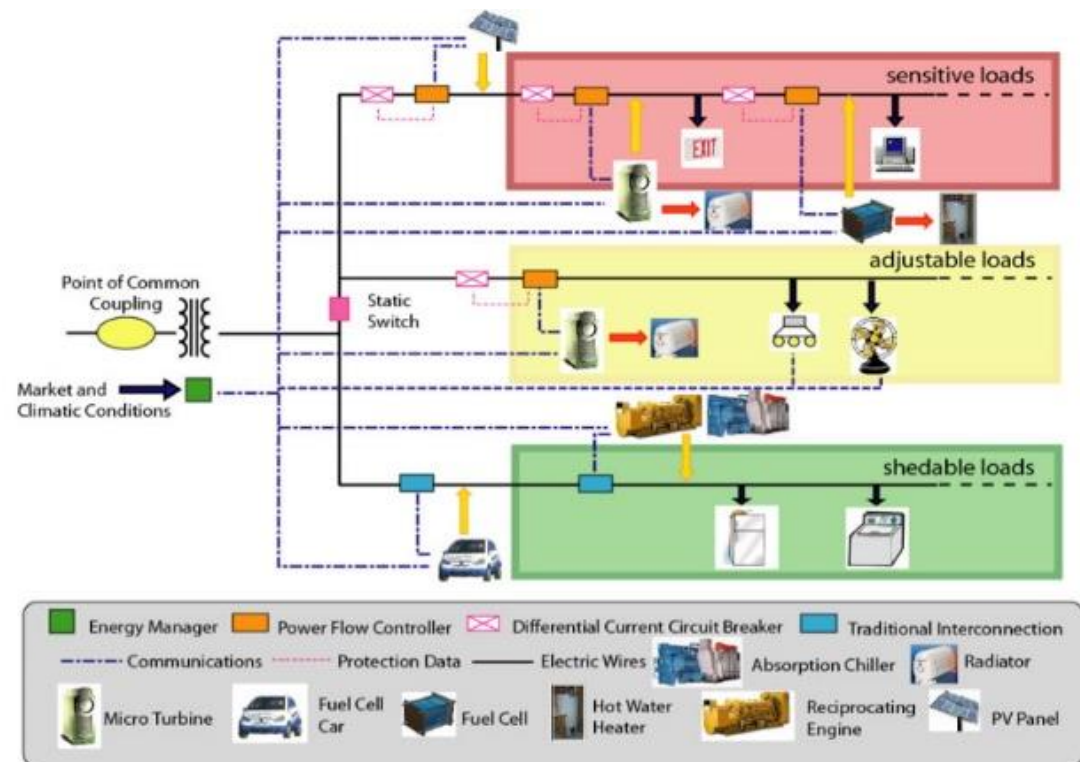 sensitive loads
EXIT
adjustable loads
Point of Common
Coupling
Static
Switch
Market and
Climatic Conditions
shedable loads
Energy Manager
Power Flow Controller
Differential Current Circuit Breaker
Traditional Interconnection
Communications
Protection Data
Electric Wires
Absorption Chiller
Radiator
Micro Turbine
Fuel Cell
Car
Fuel Cell
Hot Water
Heater
Reciprocating
Engine
PV Panel